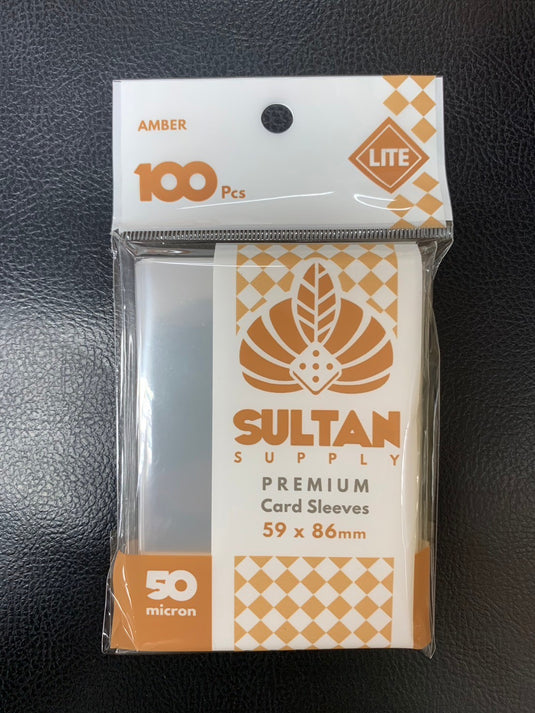 AMBER
100 Pcs
LITE
SULTAN
SUPPLY
PREMIUM
Card Sleeves
59 x 86mm
50
micron